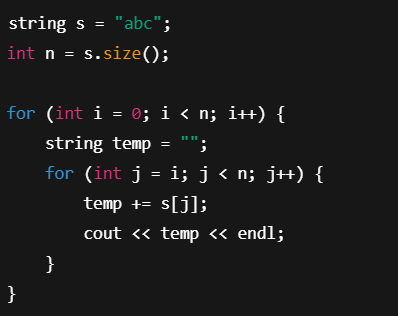 string s = "abc";
int n = s.size();
for (int i = 0; i < n; i++) {
string temp = "";
for (int j = i; j < n; j++) {
temp += s[j];
cout << temp << endl;
}
}